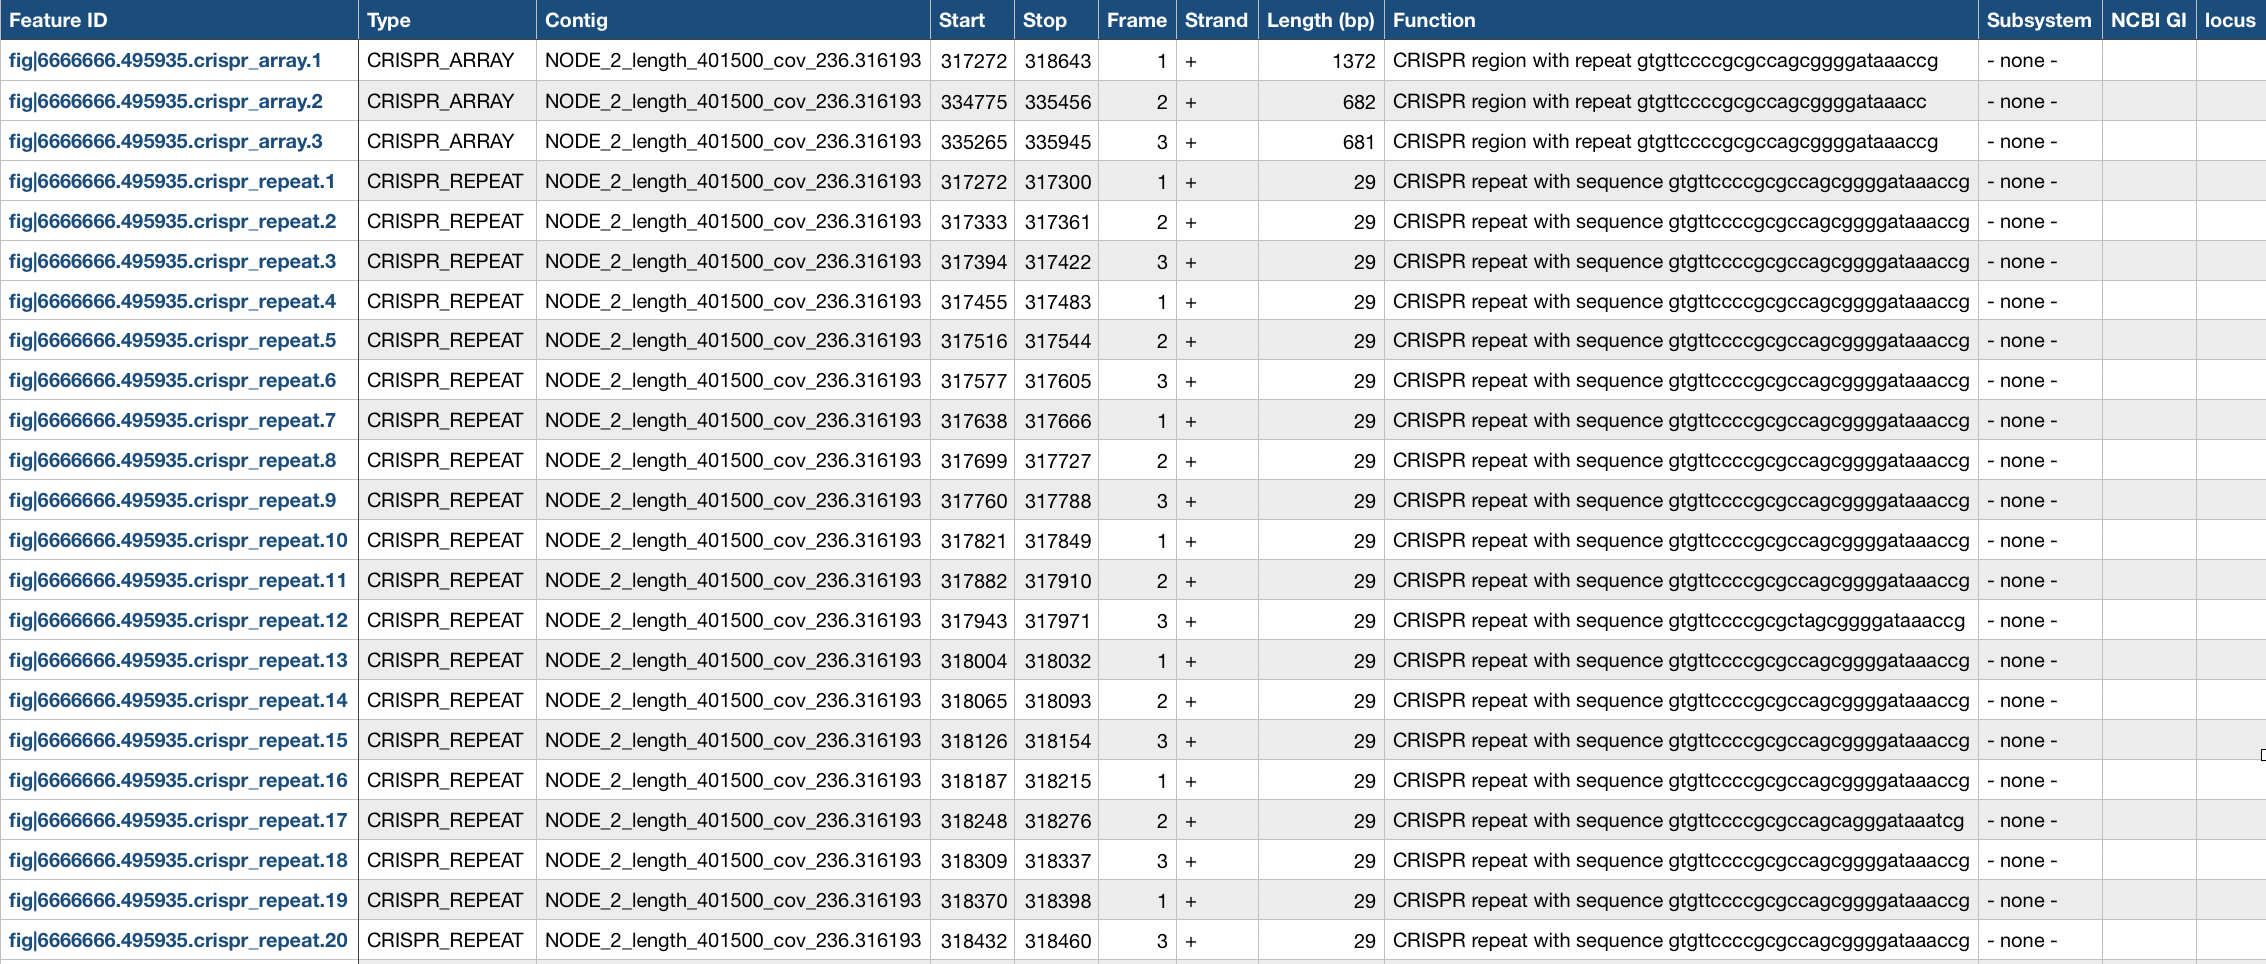 Feature ID Type Contig Start Stop Frame Strand Length (bp) Function Subsystem NCBI GI locus
fig|6666666.495935.crispr_array.1 CRISPR_ARRAY NODE_2_length_401500_cov_236.316193 317272 318643 1 + 1372 CRISPR region with repeat gtgttccccgcgccagcggggataaaccg - none -
fig|6666666.495935.crispr_array.2 CRISPR_ARRAY NODE_2_length_401500_cov_236.316193 334775 335456 2 + 682 CRISPR region with repeat gtgttccccgcgccagcggggataaacc - none -
fig|6666666.495935.crispr_array.3 CRISPR_ARRAY NODE_2_length_401500_cov_236.316193 335265 335945 3 + 681 CRISPR region with repeat gtgttccccgcgccagcggggataaaccg - none -
fig|6666666.495935.crispr_repeat.1 CRISPR_REPEAT NODE_2_length_401500_cov_236.316193 317272 317300 1 + 29 CRISPR repeat with sequence gtgttccccgcgccagcggggataaaccg - none -
fig|6666666.495935.crispr_repeat.2 CRISPR_REPEAT NODE_2_length_401500_cov_236.316193 317333 317361 2 + 29 CRISPR repeat with sequence gtgttccccgcgccagcggggataaaccg - none -
fig|6666666.495935.crispr_repeat.3 CRISPR_REPEAT NODE_2_length_401500_cov_236.316193 317394 317422 3 + 29 CRISPR repeat with sequence gtgttccccgcgccagcggggataaaccg - none -
fig|6666666.495935.crispr_repeat.4 CRISPR_REPEAT NODE_2_length_401500_cov_236.316193 317455 317483 1 + 29 CRISPR repeat with sequence gtgttccccgcgccagcggggataaaccg - none -
fig|6666666.495935.crispr_repeat.5 CRISPR_REPEAT NODE_2_length_401500_cov_236.316193 317516 317544 2 + 29 CRISPR repeat with sequence gtgttccccgcgccagcggggataaaccg - none -
fig|6666666.495935.crispr_repeat.6 CRISPR_REPEAT NODE_2_length_401500_cov_236.316193 317577 317605 3 + 29 CRISPR repeat with sequence gtgttccccgcgccagcggggataaaccg - none -
fig|6666666.495935.crispr_repeat.7 CRISPR_REPEAT NODE_2_length_401500_cov_236.316193 317638 317666 1 + 29 CRISPR repeat with sequence gtgttccccgcgccagcggggataaaccg - none -
fig|6666666.495935.crispr_repeat.8 CRISPR_REPEAT NODE_2_length_401500_cov_236.316193 317699 317727 2 + 29 CRISPR repeat with sequence gtgttccccgcgccagcggggataaaccg - none -
fig|6666666.495935.crispr_repeat.9 CRISPR_REPEAT NODE_2_length_401500_cov_236.316193 317760 317788 3 + 29 CRISPR repeat with sequence gtgttccccgcgccagcggggataaaccg - none -
fig|6666666.495935.crispr_repeat.10 CRISPR_REPEAT NODE_2_length_401500_cov_236.316193 317821 317849 1 + 29 CRISPR repeat with sequence gtgttccccgcgccagcggggataaaccg - none -
fig|6666666.495935.crispr_repeat.11 CRISPR_REPEAT NODE_2_length_401500_cov_236.316193 317882 317910 2 + 29 CRISPR repeat with sequence gtgttccccgcgccagcggggataaaccg - none -
fig|6666666.495935.crispr_repeat.12 CRISPR_REPEAT NODE_2_length_401500_cov_236.316193 317943 317971 3 + 29 CRISPR repeat with sequence gtgttccccgcgctagcggggataaaccg - none -
fig|6666666.495935.crispr_repeat.13 CRISPR_REPEAT NODE_2_length_401500_cov_236.316193 318004 318032 1 + 29 CRISPR repeat with sequence gtgttccccgcgccagcggggataaaccg - none -
fig|6666666.495935.crispr_repeat.14 CRISPR_REPEAT NODE_2_length_401500_cov_236.316193 318065 318093 2 + 29 CRISPR repeat with sequence gtgttccccgcgccagcggggataaaccg - none -
fig|6666666.495935.crispr_repeat.15 CRISPR_REPEAT NODE_2_length_401500_cov_236.316193 318126 318154 3 + 29 CRISPR repeat with sequence gtgttccccgcgccagcggggataaaccg - none -
fig|6666666.495935.crispr_repeat.16 CRISPR_REPEAT NODE_2_length_401500_cov_236.316193 318187 318215 1 + 29 CRISPR repeat with sequence gtgttccccgcgccagcggggataaaccg - none -
fig|6666666.495935.crispr_repeat.17 CRISPR_REPEAT NODE_2_length_401500_cov_236.316193 318248 318276 2 + 29 CRISPR repeat with sequence gtgttccccgcgccagcagggataaatcg - none -
fig|6666666.495935.crispr_repeat.18 CRISPR_REPEAT NODE_2_length_401500_cov_236.316193 318309 318337 3 + 29 CRISPR repeat with sequence gtgttccccgcgccagcggggataaaccg - none -
fig|6666666.495935.crispr_repeat.19 CRISPR_REPEAT NODE_2_length_401500_cov_236.316193 318370 318398 1 + 29 CRISPR repeat with sequence gtgttccccgcgccagcggggataaaccg - none -
fig|6666666.495935.crispr_repeat.20 CRISPR_REPEAT NODE_2_length_401500_cov_236.316193 318432 318460 3 + 29 CRISPR repeat with sequence gtgttccccgcgccagcggggataaaccg - none -